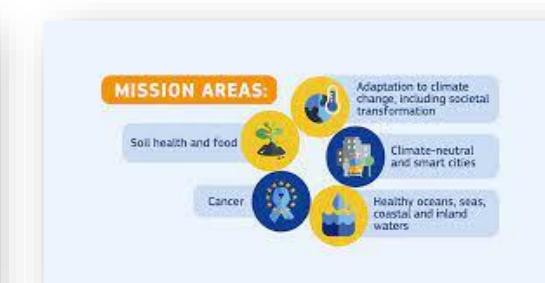 MISSION AREAS:
Adaptation to climate
change, including societal
transformation
Soil health and food
Climate-neutral
and smart cities
Cancer
Healthy oceans, seas,
coastal and inland
waters